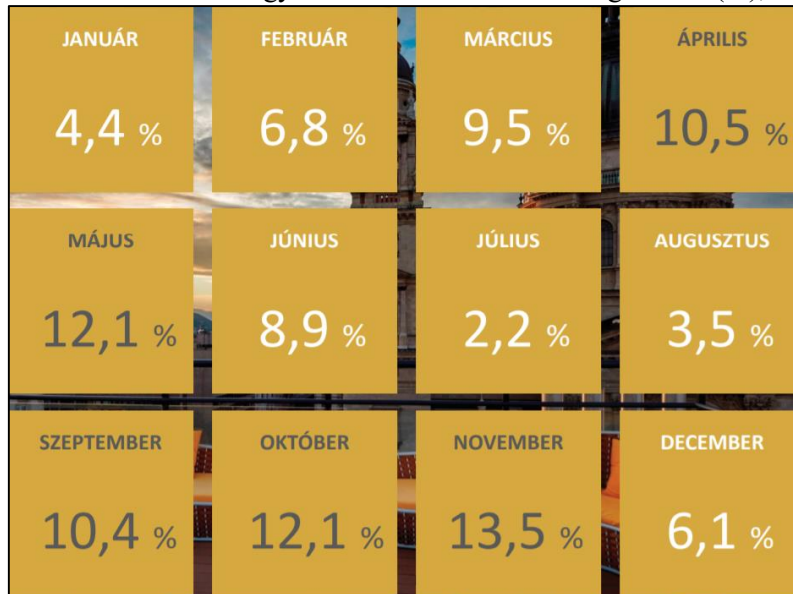 JANUÁR FEBRUÁR MÁRCIUS ÁPRILIS
4,4 % 6,8 % 9,5 % 10,5 %
MÁJUS JÚNIUS JÚLIUS AUGUSZTUS
12,1 % 8,9 % 2,2 % 3,5 %
SZEPTEMBER OKTÓBER NOVEMBER DECEMBER
10,4 % 12,1 % 13,5 % 6,1 %